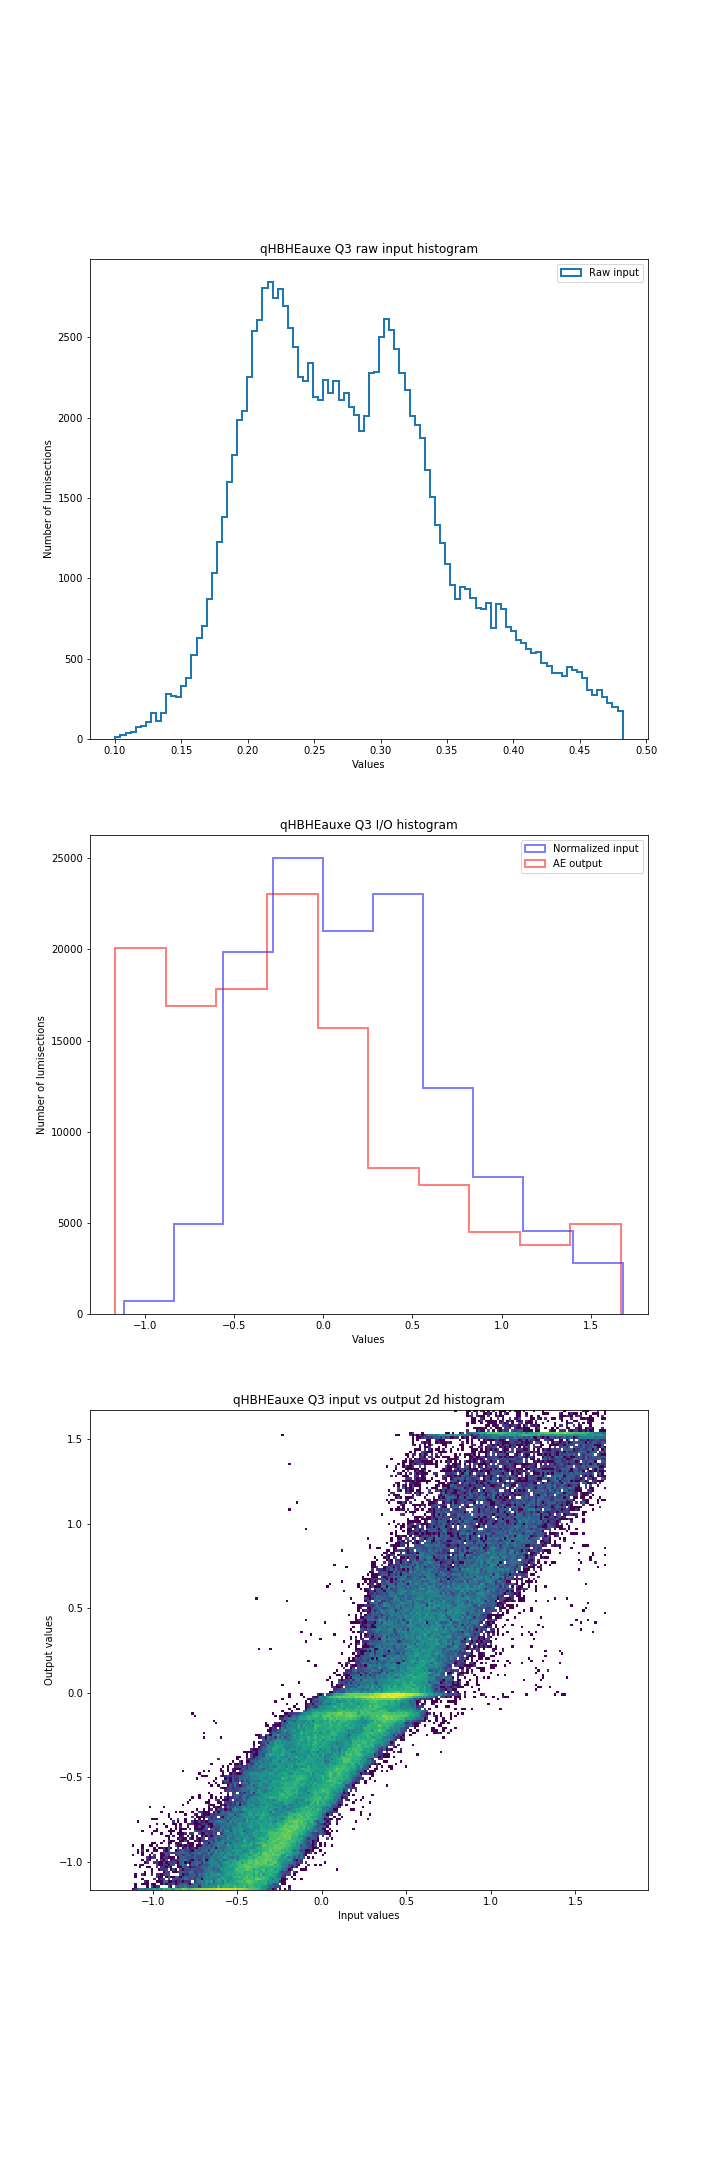 qHBHEauxe Q3 raw input histogram
Raw input
Number of lumisections
2500
2000
1500
1000
500
0
0.10 0.15 0.20 0.25 0.30 0.35 0.40 0.45 0.50
Values
qHBHEauxe Q3 I/O histogram
Normalized input
AE output
Number of lumisections
25000
20000
15000
10000
5000
0
−1.0 −0.5 0.0 0.5 1.0 1.5
Values
qHBHEauxe Q3 input vs output 2d histogram
Output values
1.5
1.0
0.5
0.0
−0.5
−1.0
−1.0 −0.5 0.0 0.5 1.0 1.5
Input values